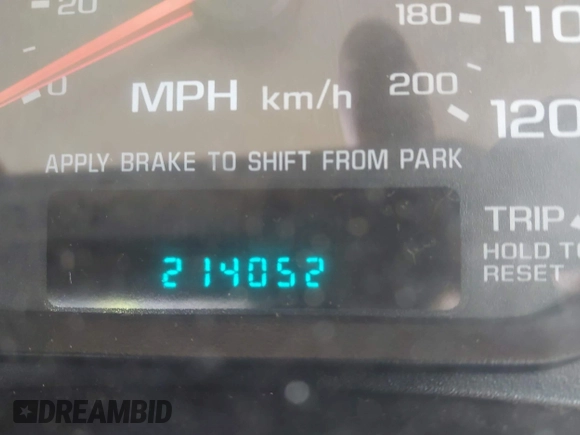 20
180 110
0
MPH km/h 200
120
APPLY BRAKE TO SHIFT FROM PARK
TRIP
HOLD TO
RESET
214052
DREAMBID